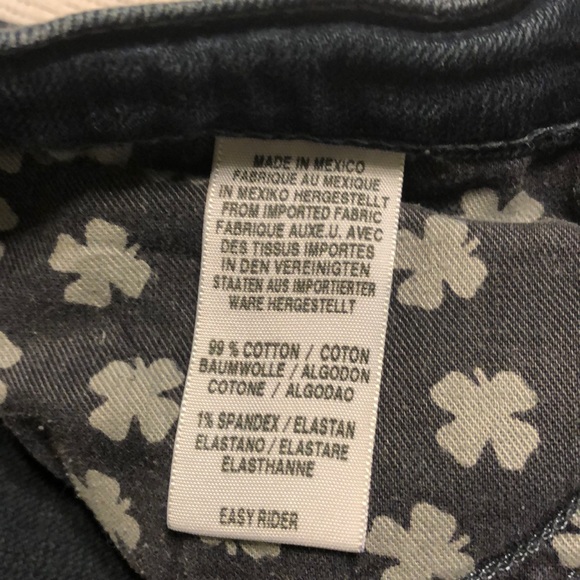 MADE IN MEXICO
FABRIQUE AU MEXIQUE
IN MEXIKO HERGESTELLT
FROM IMPORTED FABRIC
FABRIQUE AUXE.U. AVEC
DES TISSUS IMPORTES
IN DEN VEREINIGTEN
STAATEN AUS IMPORTIERTER
WARE HERGESTELLT
99 % COTTON / COTON
BAUMWOLLE / ALGODON
COTONE / ALGODAO
1% SPANDEX / ELASTAN
ELASTANO / ELASTARE
ELASTHANNE
EASY RIDER